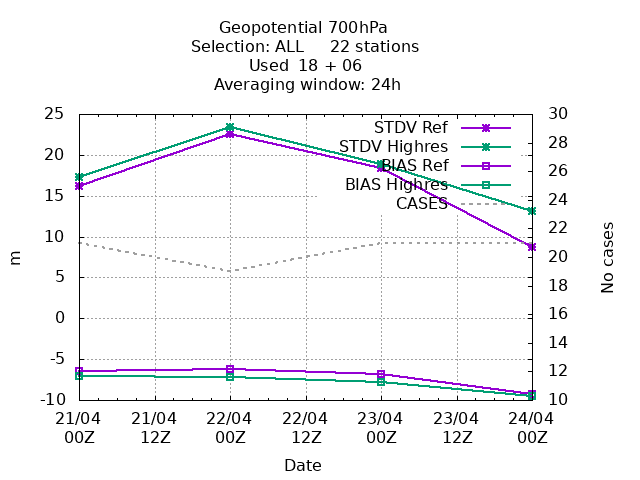 Geopotential 700hPa
Selection: ALL 22 stations
Used 18 + 06
Averaging window: 24h
25
20
15
10
5
0
-5
-10
m
30
28
26
24
22
20
18
16
14
12
10
No cases
STDV Ref
STDV Highres
BIAS Ref
BIAS Highres
CASES
21/04 21/04 22/04 22/04 23/04 23/04 24/04
00Z 12Z 00Z 12Z 00Z 12Z 00Z
Date